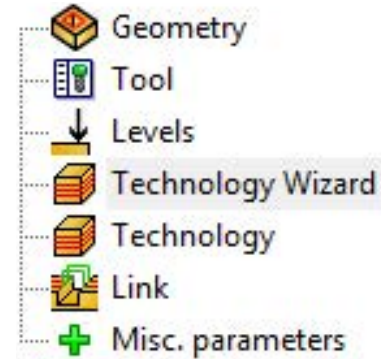 Geometry
Tool
Levels
Technology Wizard
Technology
Link
Misc. parameters